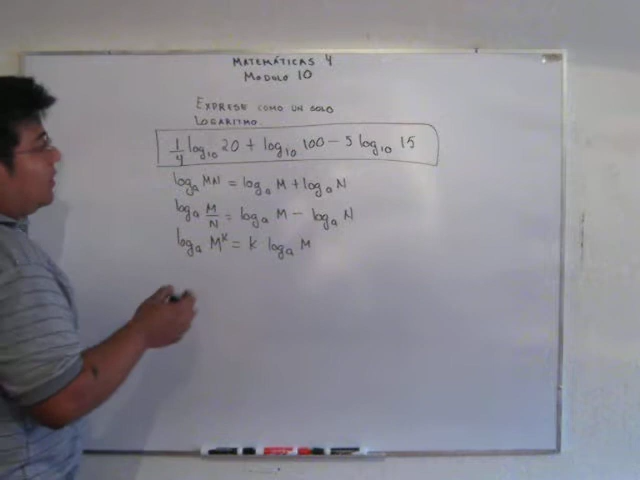 MATEMÁTICAS 4
MODULO 10
EXPRESE COMO UN SOLO
LOGARITMO.
1/4 log₁₀ 20 + log₁₀ 100 - 5 log₁₀ 15
logₐ MN = logₐ M + logₐ N
logₐ M/N = logₐ M - logₐ N
logₐ Mᴷ = K logₐ M